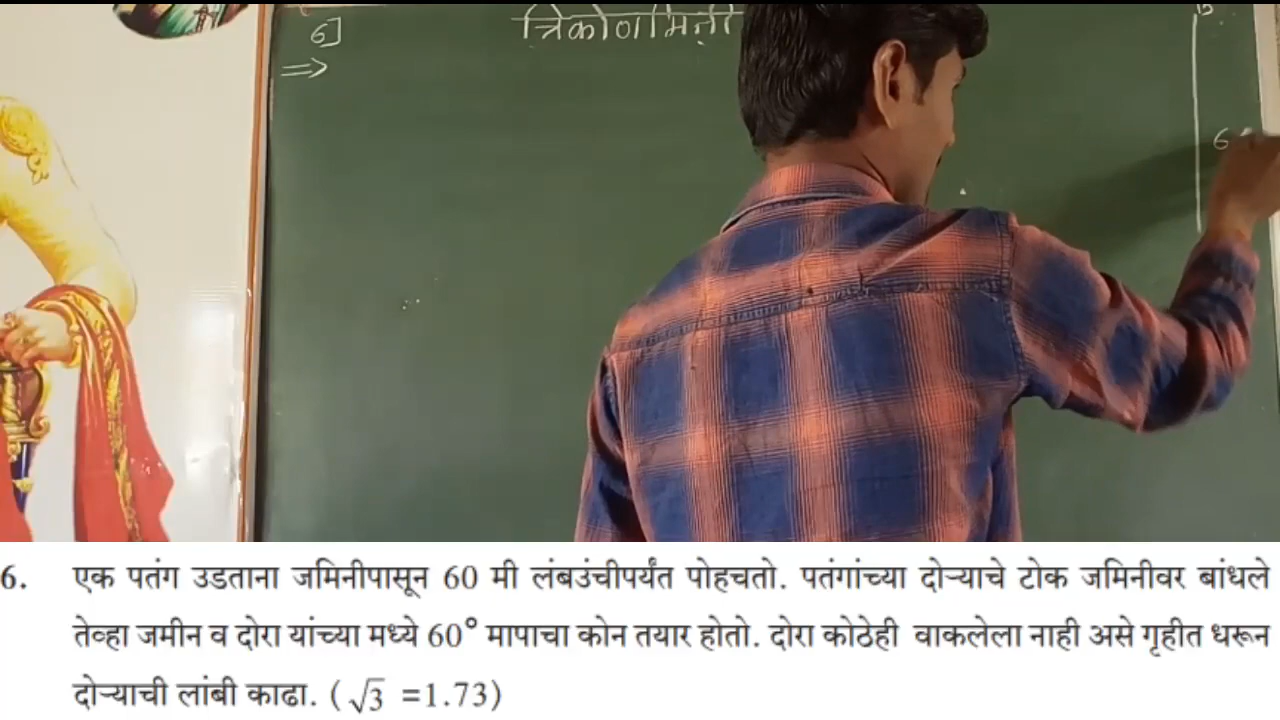 6]
त्रिकोणमिती
⇒
6. एक पतंग उडताना जमिनीपासून 60 मी लंबउंचीपर्यंत पोहचतो. पतंगांच्या दोऱ्याचे टोक जमिनीवर बांधले
तेव्हा जमीन व दोरा यांच्या मध्ये 60° मापाचा कोन तयार होतो. दोरा कोठेही वाकलेला नाही असे गृहीत धरून
दोऱ्याची लांबी काढा. (√3 =1.73)